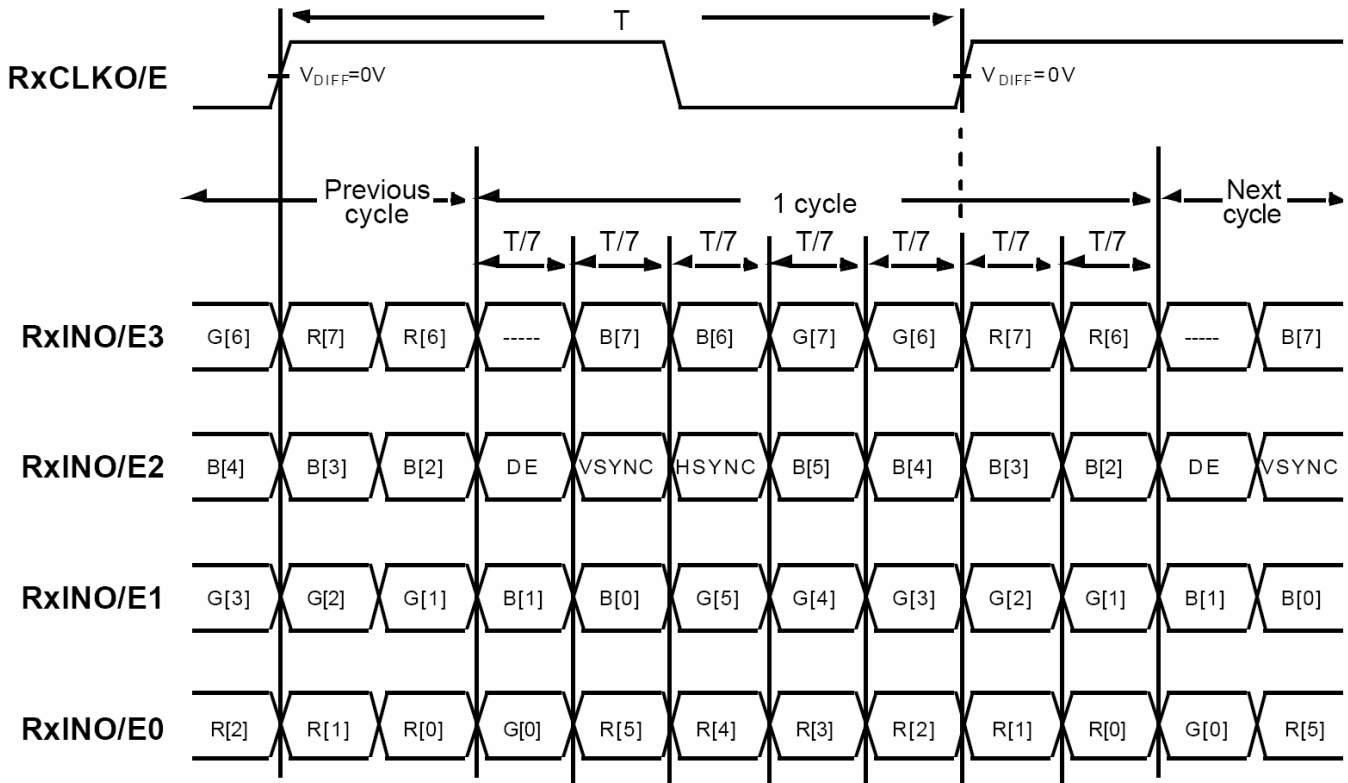 T
RxCLKO/E
V DIFF=0V
V DIFF=0V
Previous cycle
1 cycle
Next cycle
T/7 T/7 T/7 T/7 T/7 T/7 T/7
RxINO/E3 G[6] R[7] R[6] ----- B[7] B[6] G[7] G[6] R[7] R[6] ----- B[7]
RxINO/E2 B[4] B[3] B[2] DE VSYNC HSYNC B[5] B[4] B[3] B[2] DE VSYNC
RxINO/E1 G[3] G[2] G[1] B[1] B[0] G[5] G[4] G[3] G[2] G[1] B[1] B[0]
RxINO/E0 R[2] R[1] R[0] G[0] R[5] R[4] R[3] R[2] R[1] R[0] G[0] R[5]